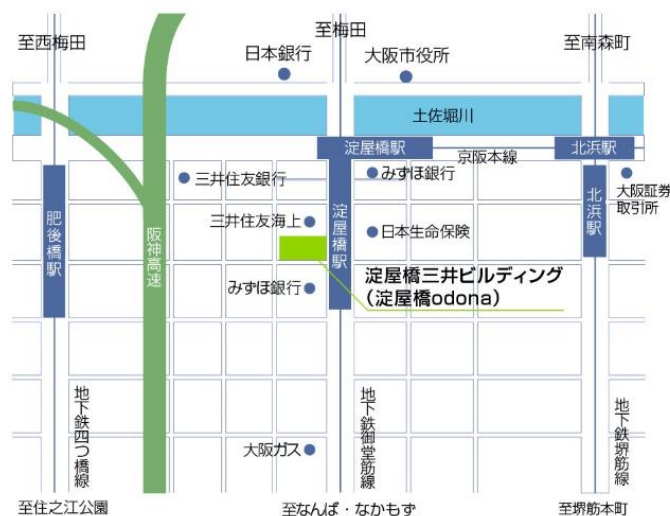 至西梅田
至梅田
至南森町
日本銀行
大阪市役所
土佐堀川
淀屋橋駅
京阪本線
北浜駅
三井住友銀行
みずほ銀行
大阪証券
取引所
肥後橋駅
阪神高速
三井住友海上
淀屋橋駅
日本生命保険
北浜駅
淀屋橋三井ビルディング
(淀屋橋odona)
みずほ銀行
地下鉄四つ橋線
大阪ガス
地下鉄御堂筋線
地下鉄堺筋線
至住之江公園
至なんば・なかもず
至堺筋本町